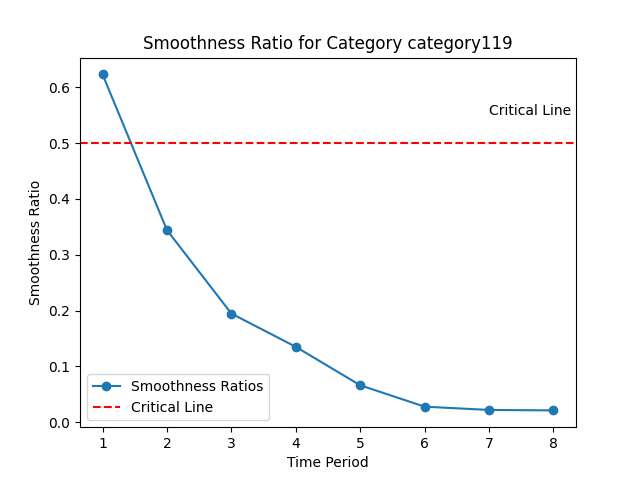 Smoothness Ratio for Category category119
Smoothness Ratio
0.6
0.5
0.4
0.3
0.2
0.1
0.0
Critical Line
Smoothness Ratios
Critical Line
1 2 3 4 5 6 7 8
Time Period